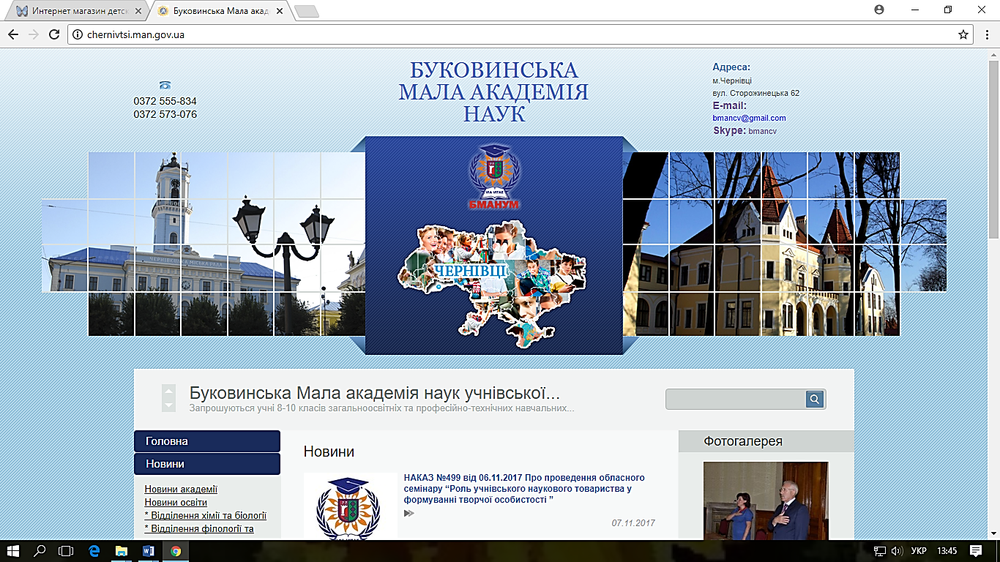 Интернет магазин детск
Буковинська Мала акад
chernivtsi.man.gov.ua
0372 555-834
0372 573-076
БУКОВИНСЬКА
МАЛА АКАДЕМІЯ
НАУК
Адреса:
м.Чернівці
вул. Сторожинецька 62
E-mail:
bmancv@gmail.com
Skype: bmancv
ЧЕРНІВЕЦЬКА МІСЬКА РАДА
VIA VITAE
БМАНУМ
ЧЕРНІВЦІ
Буковинська Мала академія наук учнівської...
Запрошуються учні 8-10 класів загальноосвітніх та професійно-технічних навчальних...
Головна
Новини
Новини академії
Новини освіти
* Відділення хімії та біології
* Відділення філології та
Новини
НАКАЗ №499 від 06.11.2017 Про проведення обласного
семінару “Роль учнівського наукового товариства у
формуванні творчої особистості ”
07.11.2017
Фотогалерея
УКР
13:45